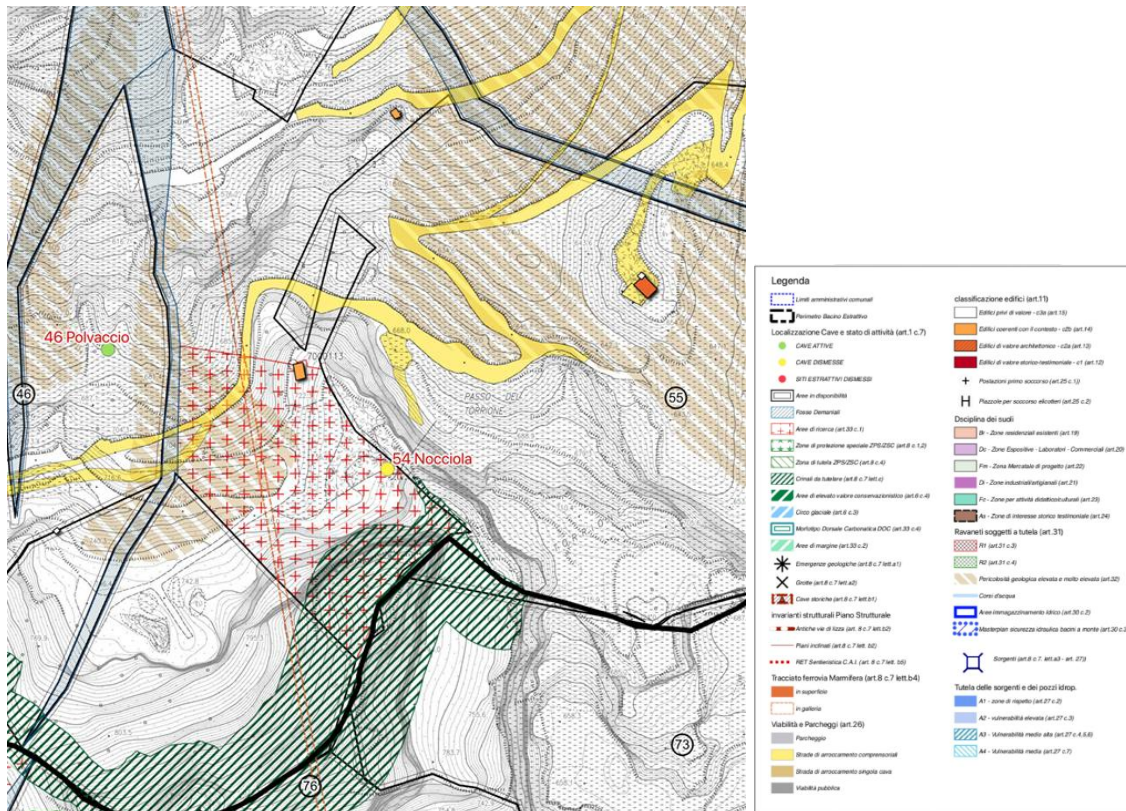 46 Polvaccio
46
668.0
648.4
7000113
PASSO DEL
TORRIONE
55
54 Nocciola
742.8
795.3
803.5
73
76
Legenda
Limiti amministrativi comunali
Perimetro Bacino Estrattivo
Localizzazione Cave e stato di attività (art.1 c.7)
CAVE ATTIVE
CAVE DISMESSE
SITI ESTRATTIVI DISMESSI
Aree in disponibilità
Fosse Demaniali
Aree di ricerca (art.33 c.1)
Zone di protezione speciale ZPS/ZSC (art.8 c.1,2)
Zona di tutela ZPS/ZSC (art.8 c.4)
Crinali da tutelare (art.8 c.7 lett.c)
Aree di elevato valore conservazionistico (art.8 c.4)
Circo glaciale (art.8 c.3)
Morfotipo Dorsale Carbonatica DOC (art.33 c.4)
Aree di margine (art.33 c.2)
Emergenze geologiche (art.8 c.7 lett.a1)
Grotte (art.8 c.7 lett.a2)
Cave storiche (art.8 c.7 lett.b1)
invarianti strutturali Piano Strutturale
Antiche vie di lizza (art. 8 c.7 lett.b2)
Piani inclinati (art.8 c.7 lett. b2)
RET Sentieristica C.A.I. (art. 8 c.7 lett. b5)
Tracciato ferrovia Marmifera (art.8 c.7 lett.b4)
in superficie
in galleria
Viabilità e Parcheggi (art.26)
Parcheggio
Strade di arroccamento comprensoriali
Strada di arroccamento singola cava
Viabilità pubblica
classificazione edifici (art.11)
Edifici privi di valore - c3a (art.15)
Edifici coerenti con il contesto - c2b (art.14)
Edifici di valore architettonico - c2a (art.13)
Edifici di valore storico-testimoniale - c1 (art.12)
Postazioni primo soccorso (art.25 c.1))
Piazzole per soccorso elicotteri (art.25 c.2)
Disciplina dei suoli
Br - Zone residenziali esistenti (art.19)
Dc - Zone Espositive - Laboratori - Commerciali (art.20)
Fm - Zona Mercatale di progetto (art.22)
Di - Zone industriali/artigianali (art.21)
Fc - Zone per attività didattico/culturali (art.23)
As - Zone di interesse storico testimoniale (art.24)
Ravaneti soggetti a tutela (art.31)
R1 (art.31 c.3)
R2 (art.31 c.4)
Pericolosità geologica elevata e molto elevata (art.32)
Corsi d'acqua
Aree immagazzinamento idrico (art.30 c.2)
Masterplan sicurezza idraulica bacini a monte (art.30 c.3
Sorgenti (art.8 c.7. lett.a3 - art. 27))
Tutela delle sorgenti e dei pozzi idrop.
A1 - zone di rispetto (art.27 c.2)
A2 - vulnerabilità elevata (art.27 c.3)
A3 - Vulnerabilità medio alta (art.27 c.4,5,6)
A4 - Vulnerabilità media (art.27 c.7)